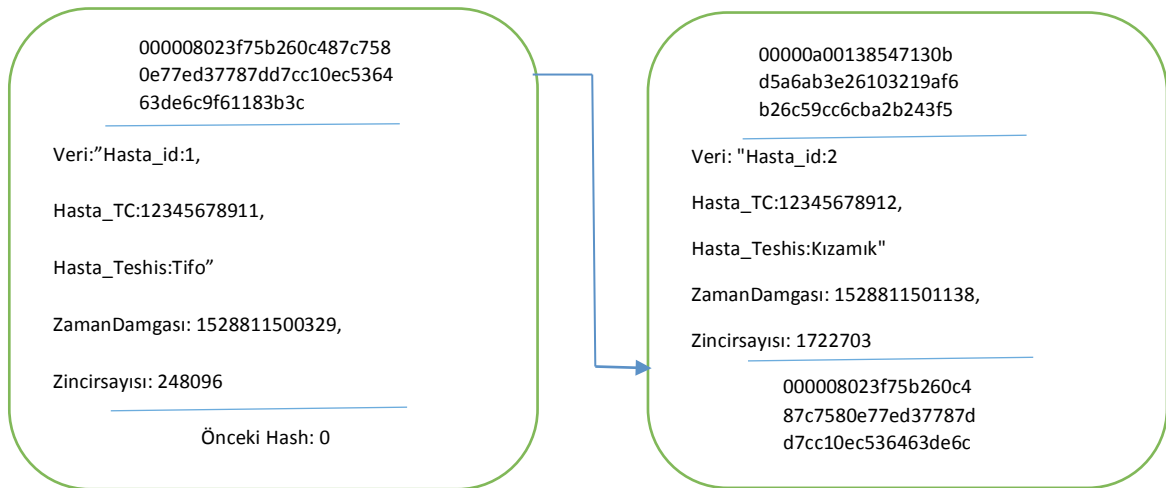 000008023f75b260c487c758
0e77ed37787dd7cc10ec5364
63de6c9f61183b3c
Veri:”Hasta_id:1,
Hasta_TC:12345678911,
Hasta_Teshis:Tifo”
ZamanDamgası: 1528811500329,
Zincirsayısı: 248096
Önceki Hash: 0
00000a00138547130b
d5a6ab3e26103219af6
b26c59cc6cba2b243f5
Veri: "Hasta_id:2
Hasta_TC:12345678912,
Hasta_Teshis:Kızamık"
ZamanDamgası: 1528811501138,
Zincirsayısı: 1722703
000008023f75b260c4
87c7580e77ed37787d
d7cc10ec536463de6c